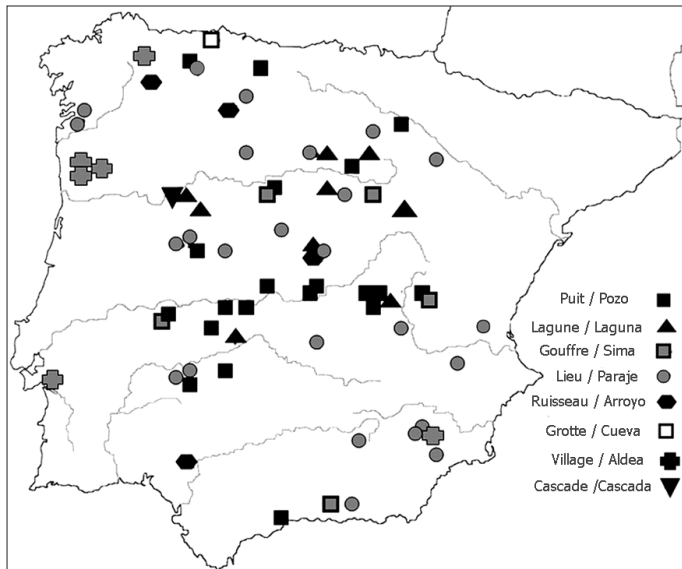 Puit / Pozo
Lagune / Laguna
Gouffre / Sima
Lieu / Paraje
Ruisseau / Arroyo
Grotte / Cueva
Village / Aldea
Cascade /Cascada